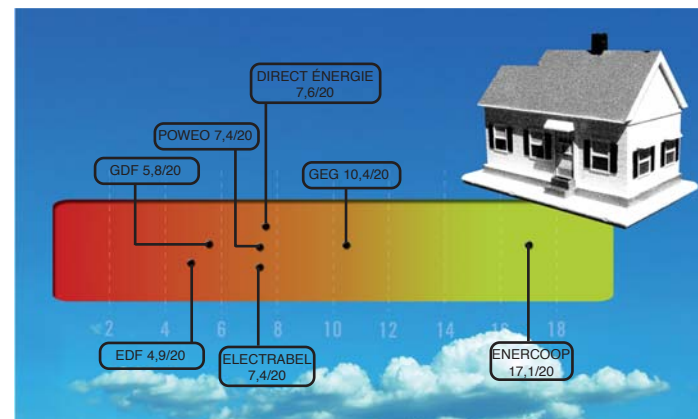 DIRECT ÉNERGIE
7,6/20
POWEO 7,4/20
GDF 5,8/20
GEG 10,4/20
2 4 6 8 10 12 14 16 18
EDF 4,9/20
ELECTRABEL
7,4/20
ENERCOOP
17,1/20